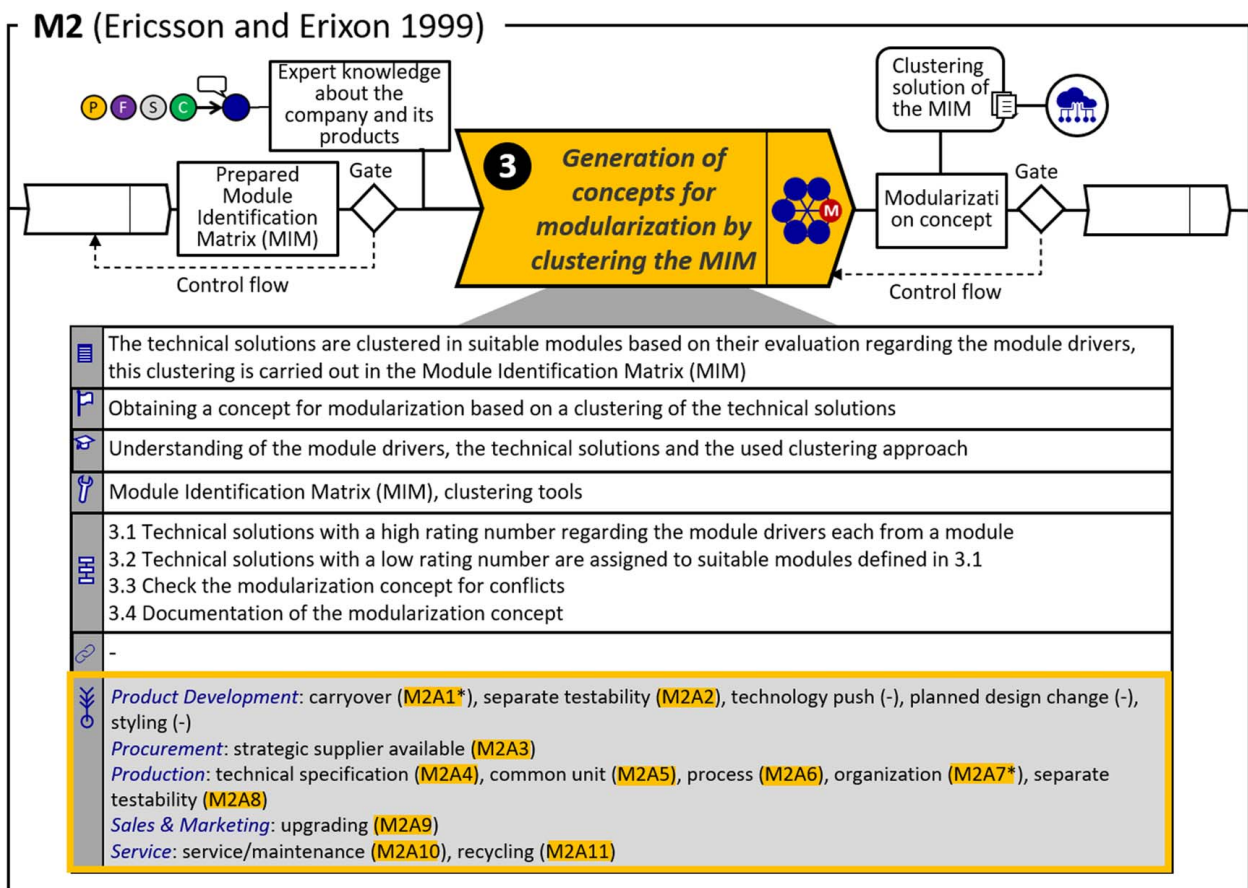 M2 (Ericsson and Erixon 1999)
P F S C
Expert knowledge
about the
company and its
products
Prepared
Module
Identification
Matrix (MIM)
Gate
Control flow
3
Generation of
concepts for
modularization by
clustering the MIM
M
Clustering
solution of
the MIM
Modularizati
on concept
Gate
Control flow
The technical solutions are clustered in suitable modules based on their evaluation regarding the module drivers,
this clustering is carried out in the Module Identification Matrix (MIM)
Obtaining a concept for modularization based on a clustering of the technical solutions
Understanding of the module drivers, the technical solutions and the used clustering approach
Module Identification Matrix (MIM), clustering tools
3.1 Technical solutions with a high rating number regarding the module drivers each from a module
3.2 Technical solutions with a low rating number are assigned to suitable modules defined in 3.1
3.3 Check the modularization concept for conflicts
3.4 Documentation of the modularization concept
-
Product Development: carryover (M2A1*), separate testability (M2A2), technology push (-), planned design change (-),
styling (-)
Procurement: strategic supplier available (M2A3)
Production: technical specification (M2A4), common unit (M2A5), process (M2A6), organization (M2A7*), separate
testability (M2A8)
Sales & Marketing: upgrading (M2A9)
Service: service/maintenance (M2A10), recycling (M2A11)